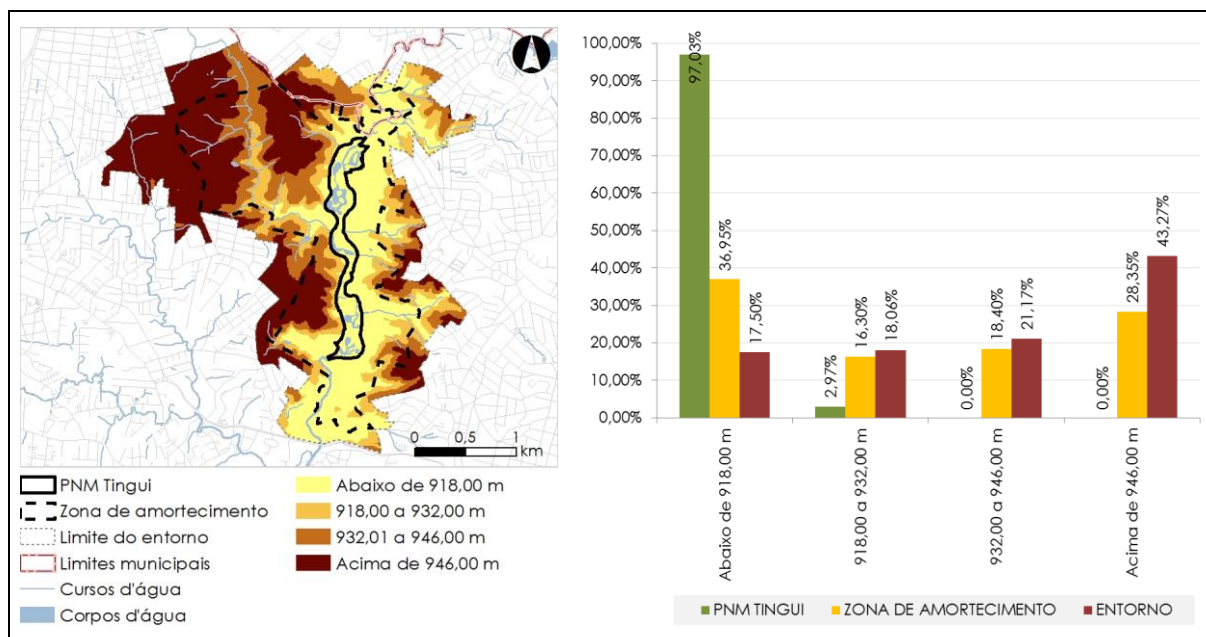 0 0,5 1
km
PNM Tingui
Zona de amortecimento
Limite do entorno
Limites municipais
Cursos d'água
Corpos d'água
Abaixo de 918,00 m
918,00 a 932,00 m
932,01 a 946,00 m
Acima de 946,00 m
100,00%
90,00%
80,00%
70,00%
60,00%
50,00%
40,00%
30,00%
20,00%
10,00%
0,00%
97,03%
36,95%
17,50%
2,97%
16,30%
18,06%
0,00%
18,40%
21,17%
0,00%
28,35%
43,27%
Abaixo de 918,00 m
918,00 a 932,00 m
932,00 a 946,00 m
Acima de 946,00 m
PNM TINGUI ZONA DE AMORTECIMENTO ENTORNO